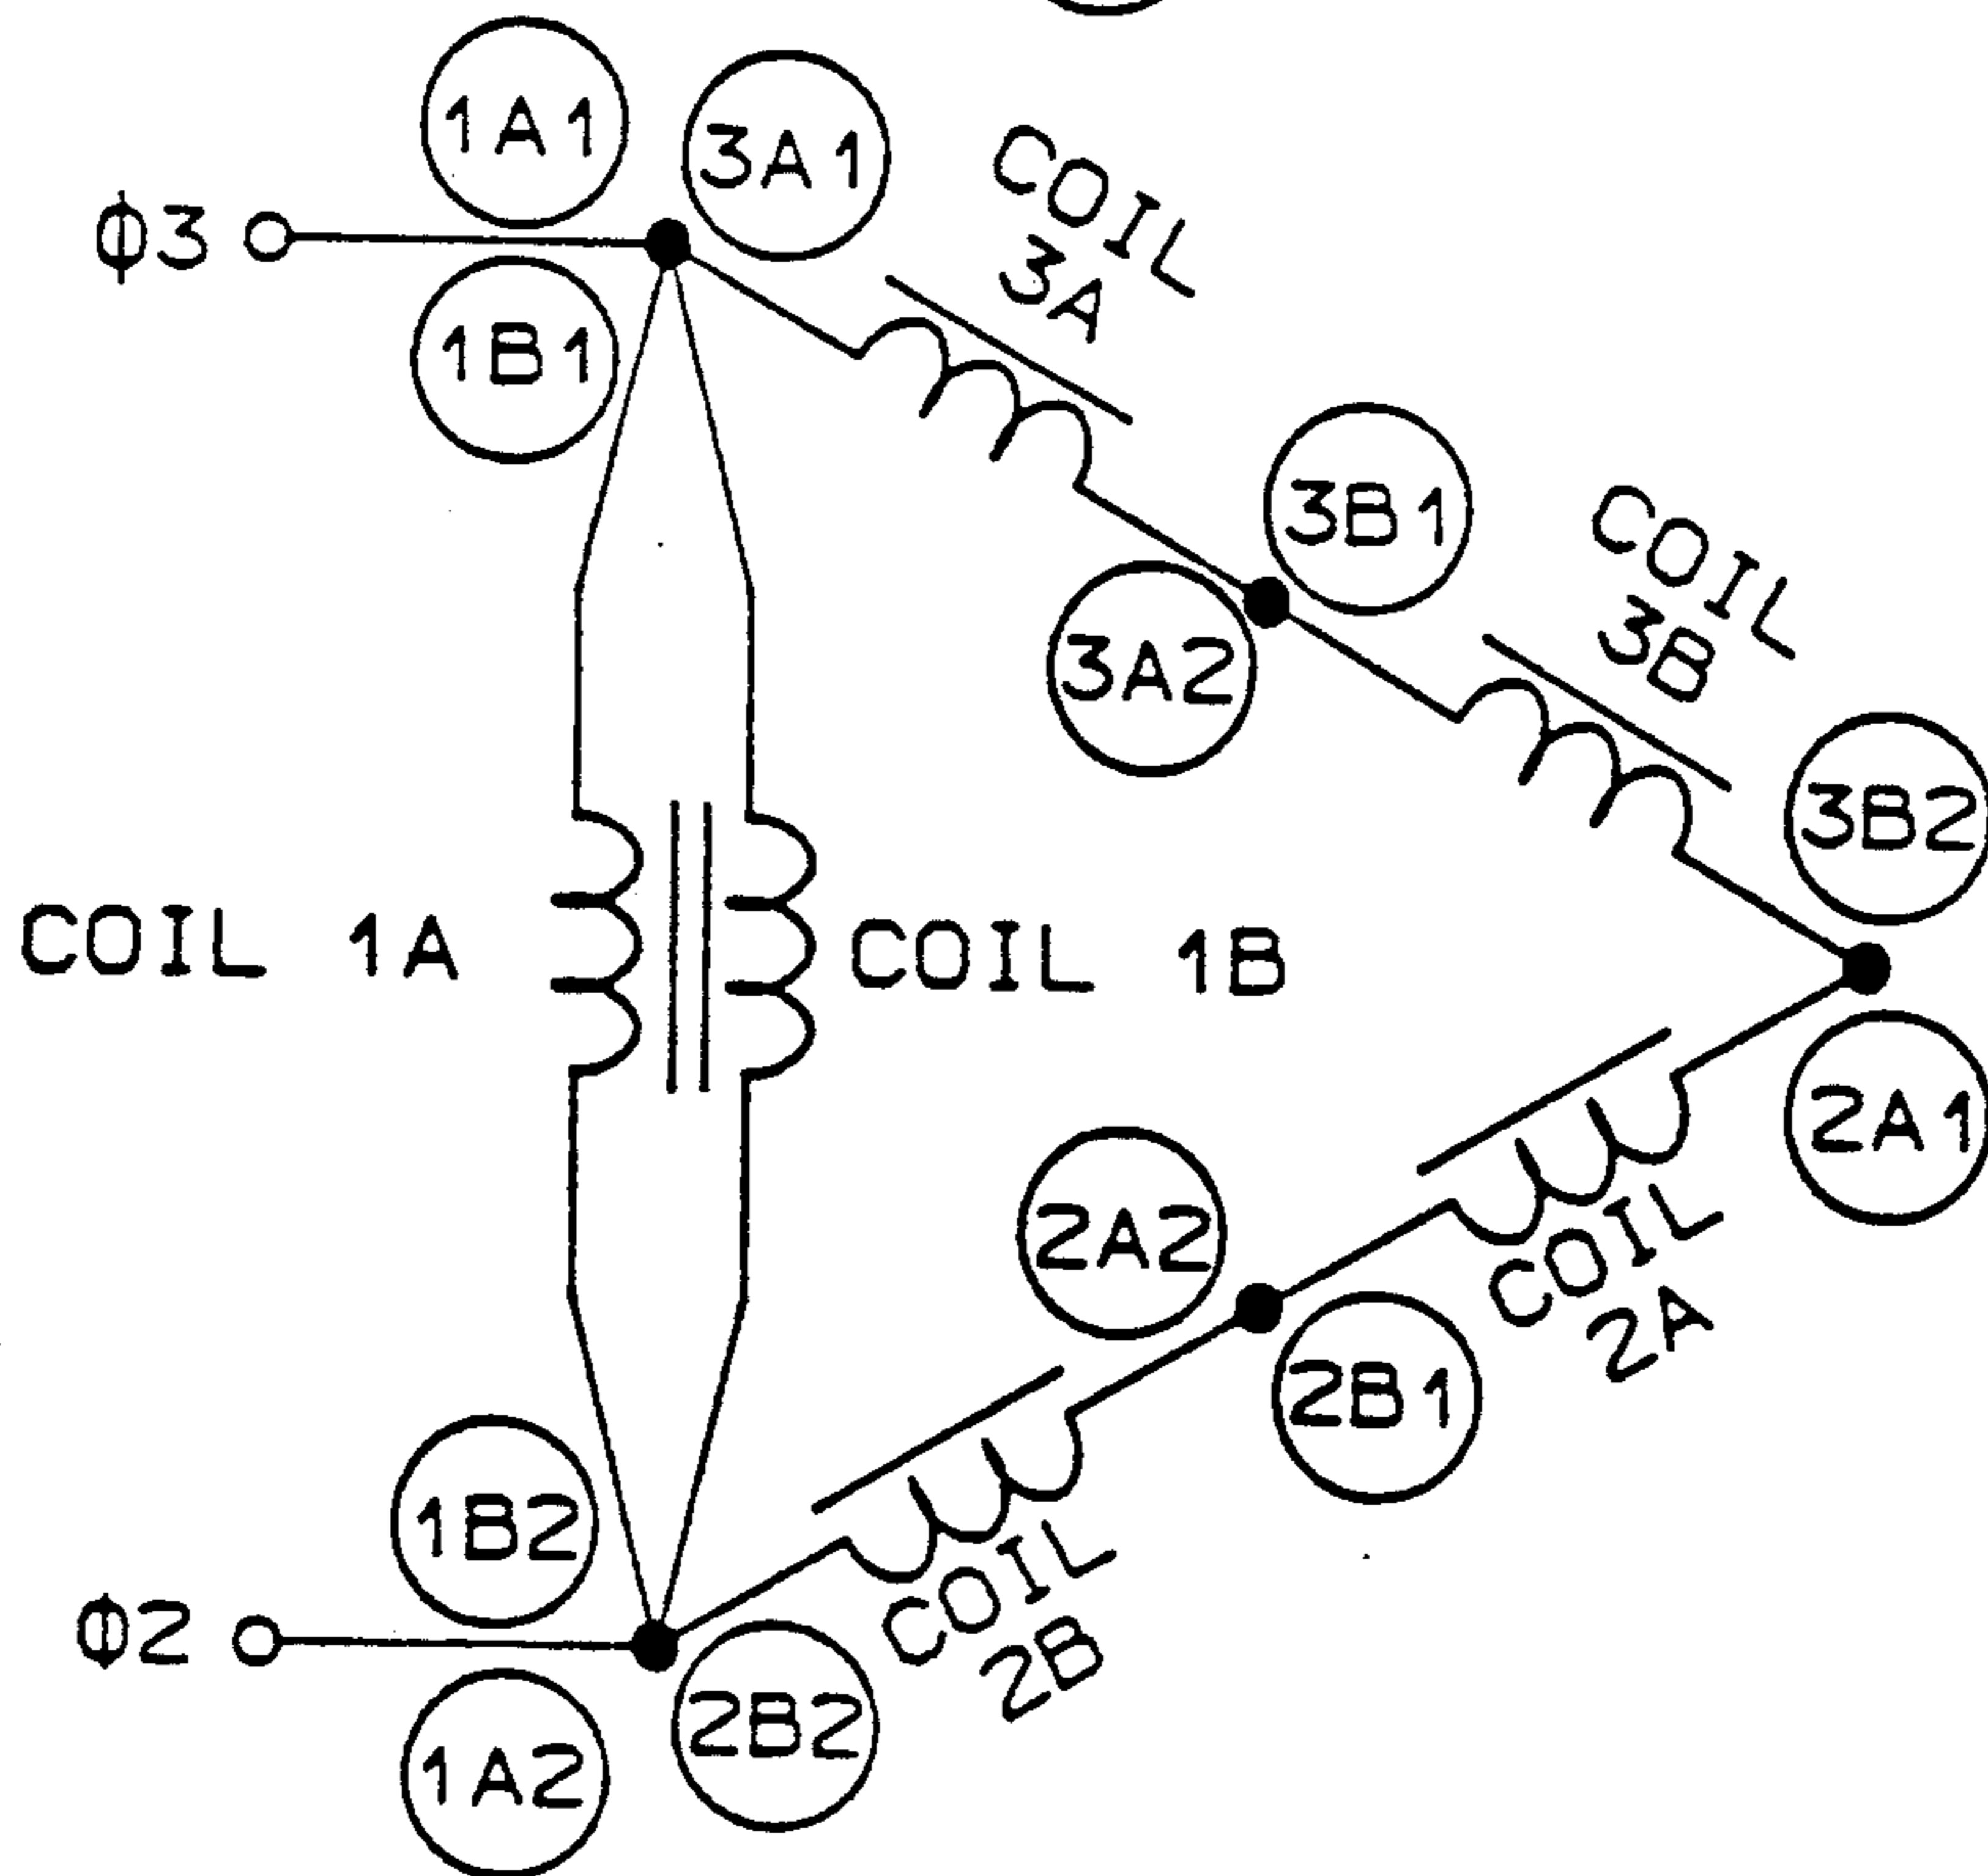 1A1
3A1
COIL
3A
Φ3
1B1
3B1
COIL
3B
3A2
3B2
COIL 1A
COIL 1B
2A1
2A2
COIL
2A
2B1
1B2
COIL
2B
Φ2
2B2
1A2